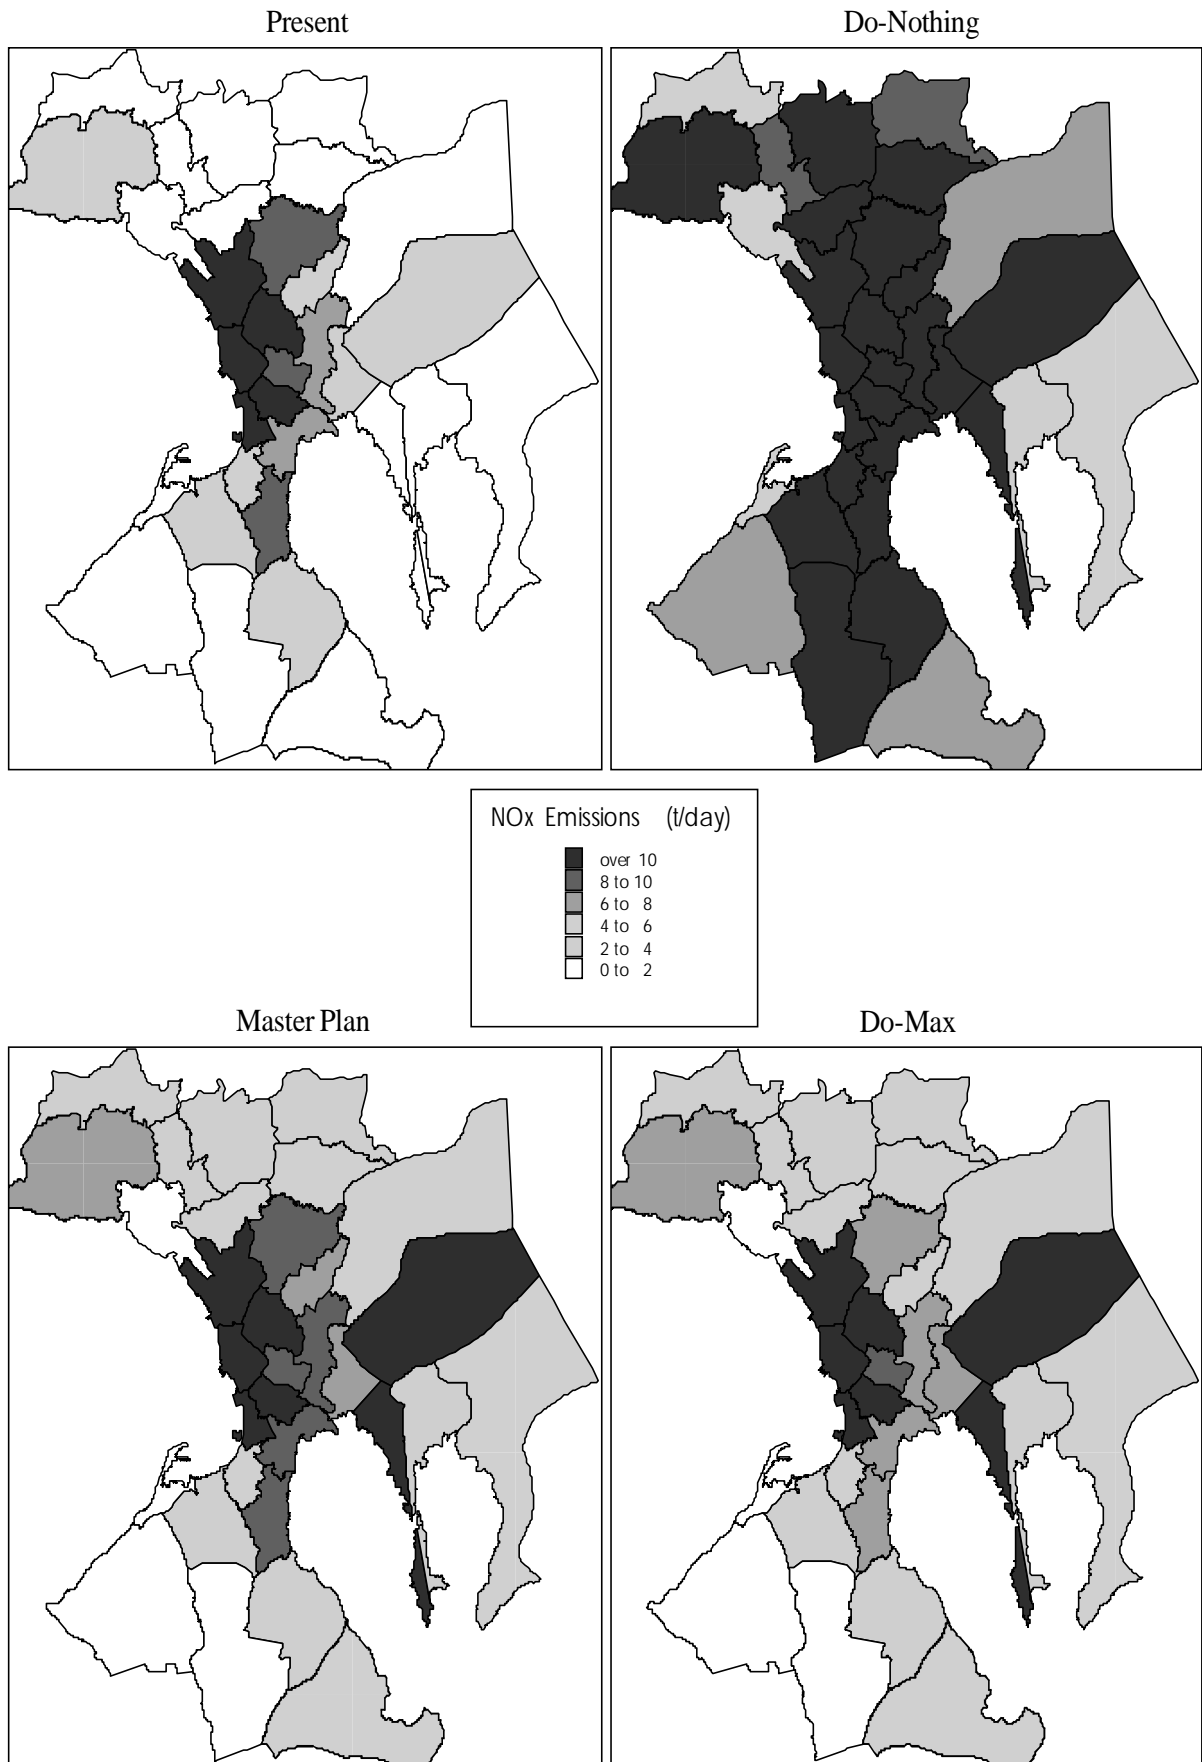 Present
Do-Nothing
NOx Emissions (t/day)
over 10
8 to 10
6 to 8
4 to 6
2 to 4
0 to 2
Master Plan
Do-Max